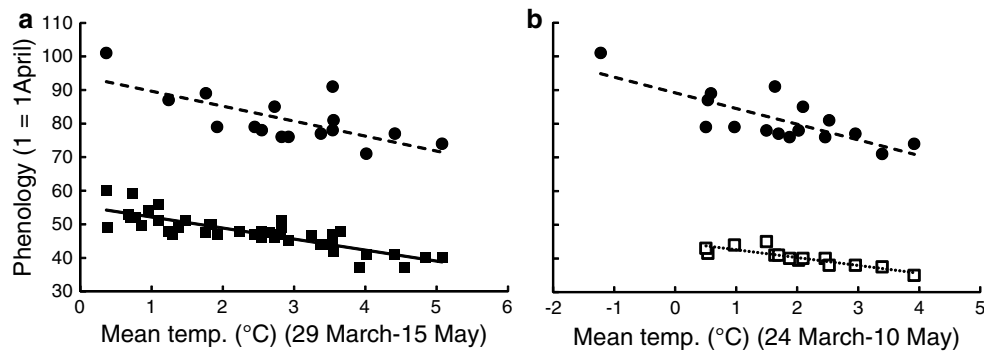 a
b
Phenology (1 = 1April)
110
100
90
80
70
60
50
40
30
0 1 2 3 4 5 6
-2 -1 0 1 2 3 4 5
Mean temp. (°C) (29 March-15 May)
Mean temp. (°C) (24 March-10 May)